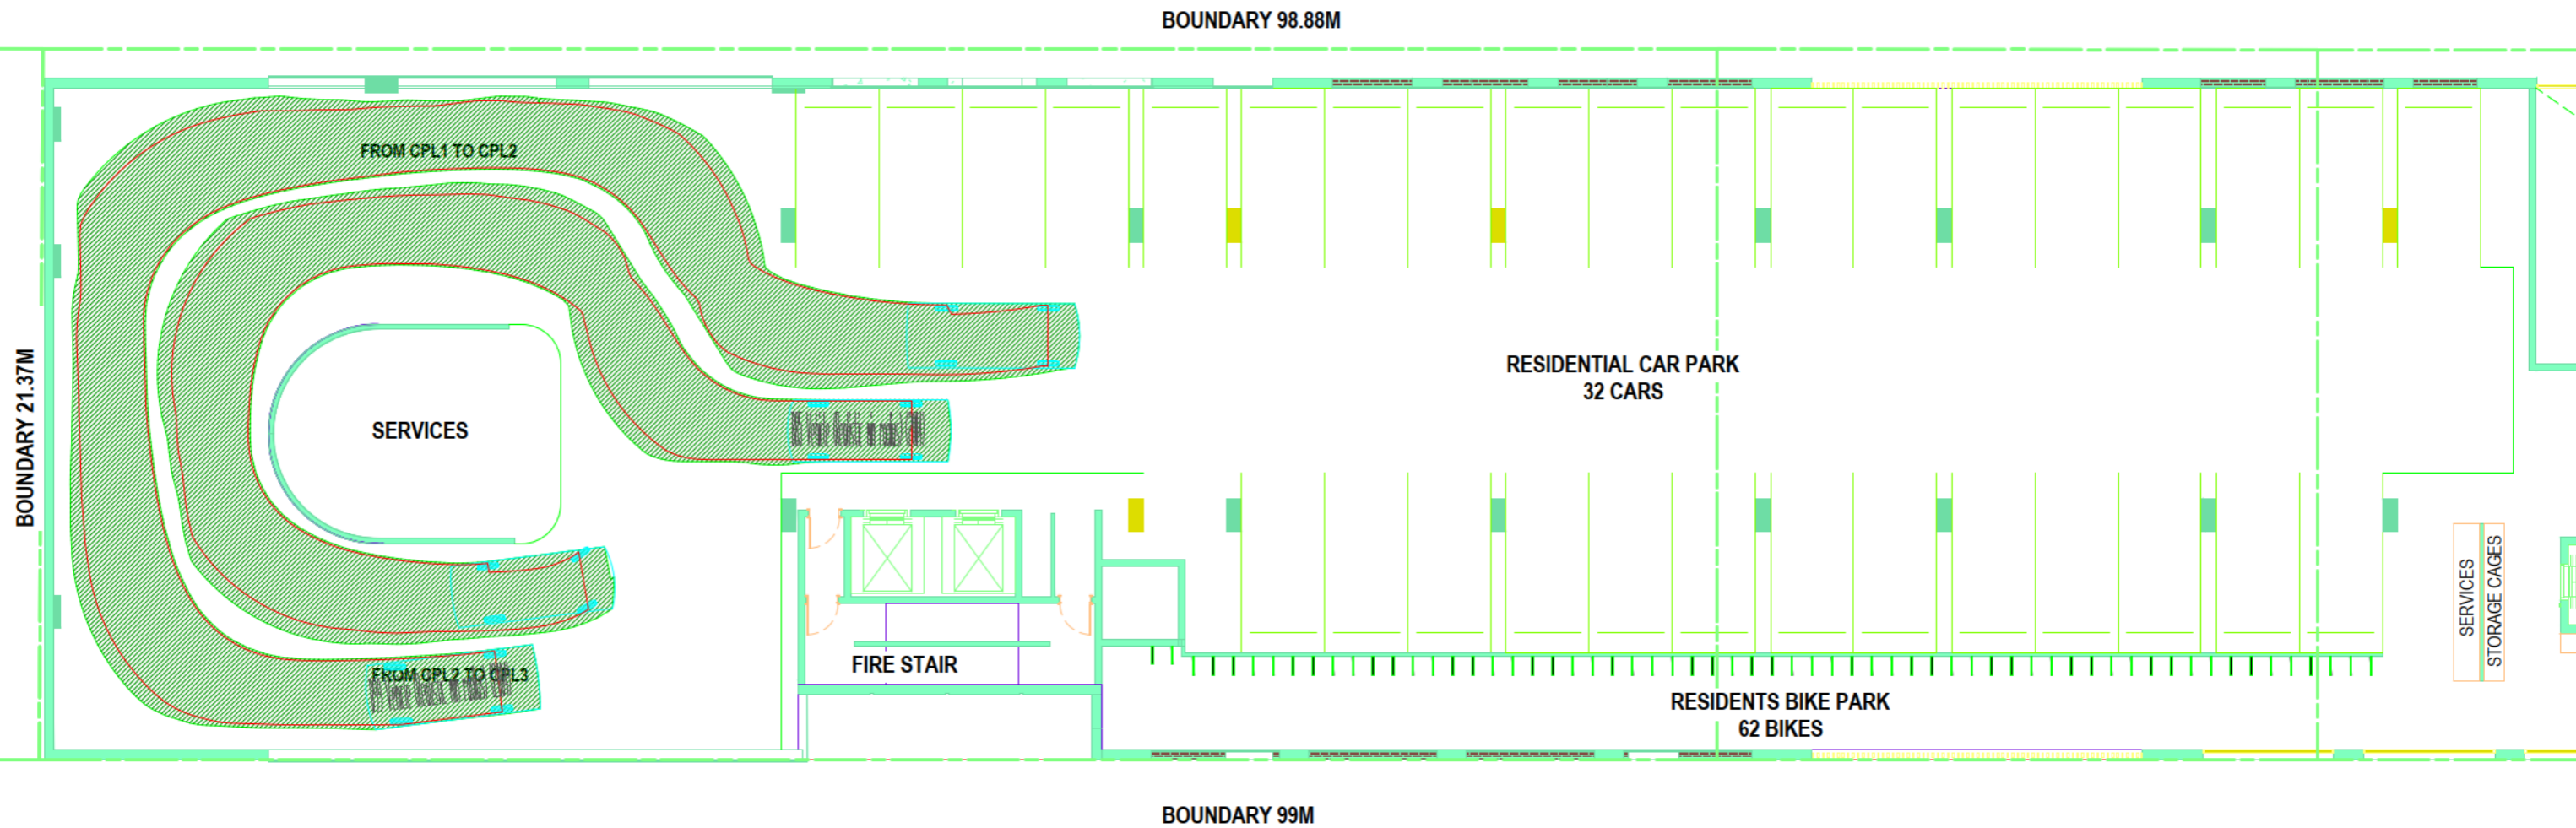 BOUNDARY 98.88M
FROM CPL1 TO CPL2
BOUNDARY 21.37M
SERVICES
RESIDENTIAL CAR PARK
32 CARS
FIRE STAIR
FROM CPL2 TO CPL3
RESIDENTS BIKE PARK
62 BIKES
SERVICES
STORAGE CAGES
BOUNDARY 99M